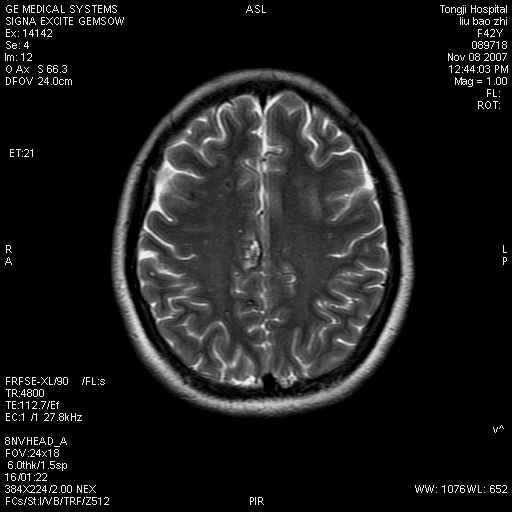 GE MEDICAL SYSTEMS
SIGNA EXCITE GEMSOW
Ex: 14142
Se: 4
Im: 12
O Ax S 66.3
DFOV 24.0cm
ASL
Tongji Hospital
liu bao zhi
F42Y
089718
Nov 08 2007
12:44:03 PM
Mag = 1.00
FL:
ROT:
ET:21
R
A
L
P
FRFSE-XL/90 /FL:s
TR:4800
TE:112.7/Ef
EC:1 /1 27.8kHz
8NVHEAD_A
FOV:24x18
6.0thk/1.5sp
16/01:22
384X224/2.00 NEX
FCs/St:I/VB/TRF/Z512
PIR
v^
WW: 1076WL: 652